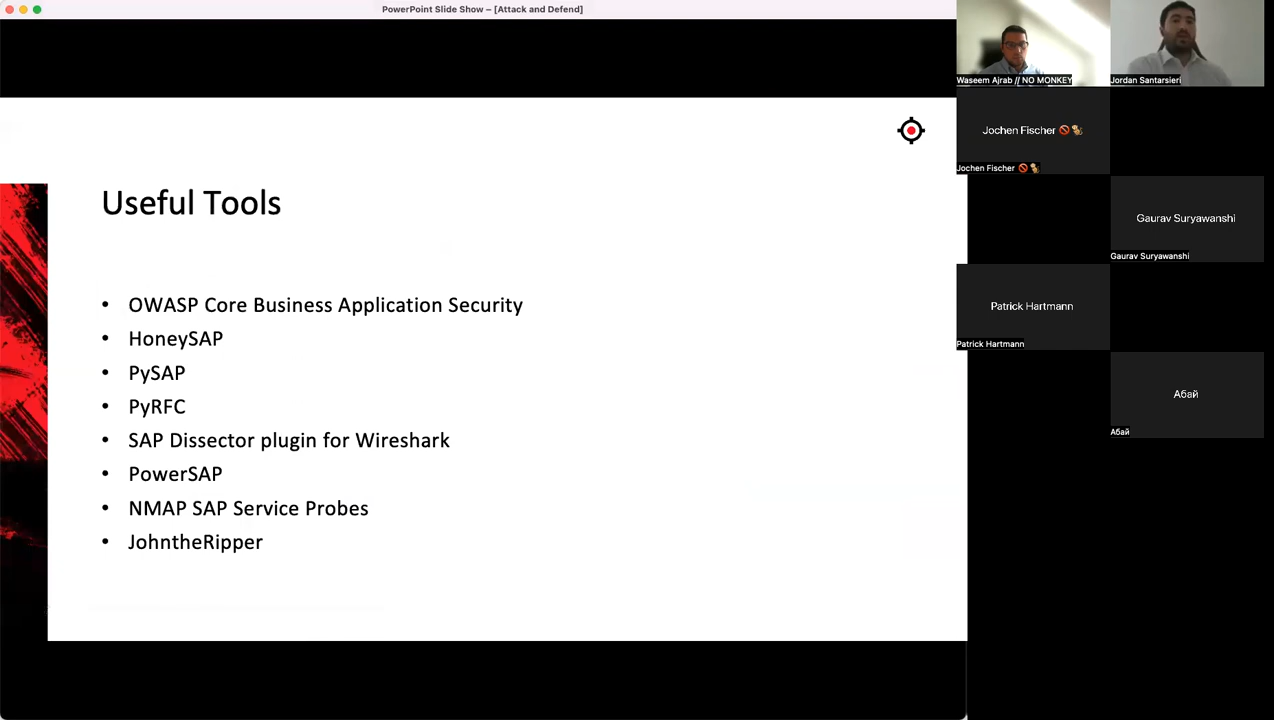 PowerPoint Slide Show – [Attack and Defend]
Useful Tools
• OWASP Core Business Application Security
• HoneySAP
• PySAP
• PyRFC
• SAP Dissector plugin for Wireshark
• PowerSAP
• NMAP SAP Service Probes
• JohntheRipper
Waseem Ajrab // NO MONKEY
Jordan Santarsieri
Jochen Fischer 🚫🐒
Jochen Fischer 🚫🐒
Gaurav Suryawanshi
Gaurav Suryawanshi
Patrick Hartmann
Patrick Hartmann
Абай
Абай